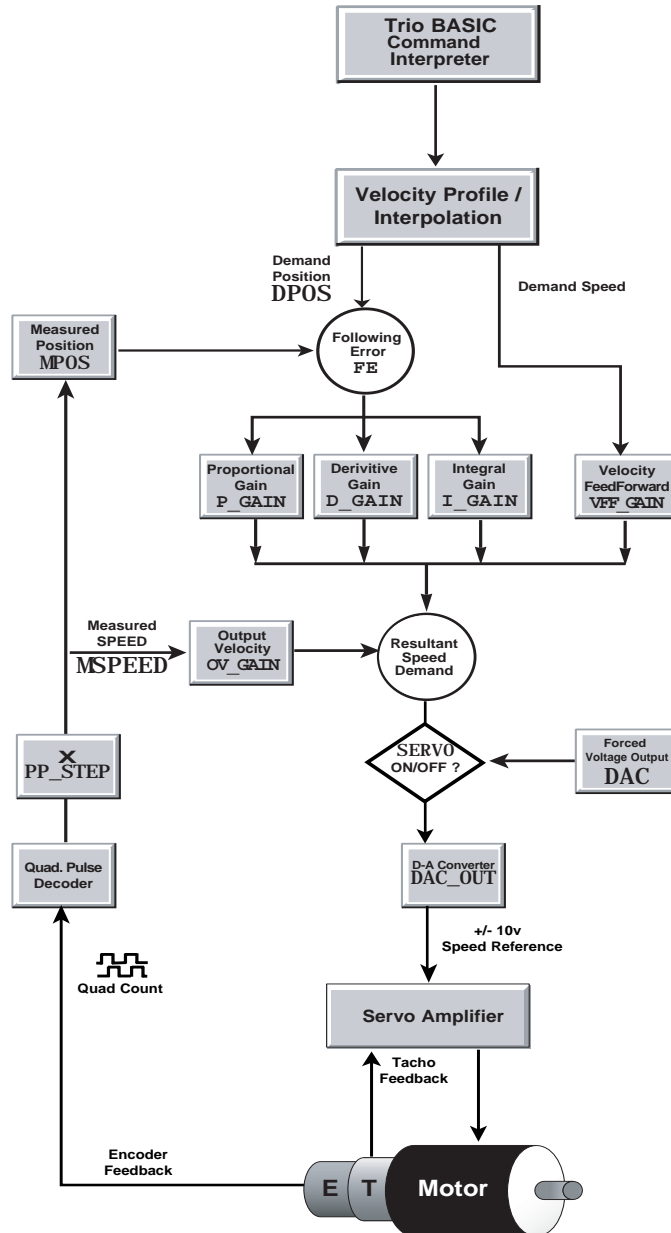 Trio BASIC
Command
Interpreter
Velocity Profile /
Interpolation
Demand
Position
DPOS
Demand Speed
Measured
Position
MPOS
Following
Error
FE
Proportional
Gain
P_GAIN
Derivitive
Gain
D_GAIN
Integral
Gain
I_GAIN
Velocity
FeedForward
VFF_GAIN
Measured
SPEED
MSPEED
Output
Velocity
OV_GAIN
Resultant
Speed
Demand
X
PP_STEP
SERVO
ON/OFF ?
Forced
Voltage Output
DAC
Quad. Pulse
Decoder
D-A Converter
DAC_OUT
+/- 10v
Speed Reference
Quad Count
Servo Amplifier
Tacho
Feedback
Encoder
Feedback
E T Motor